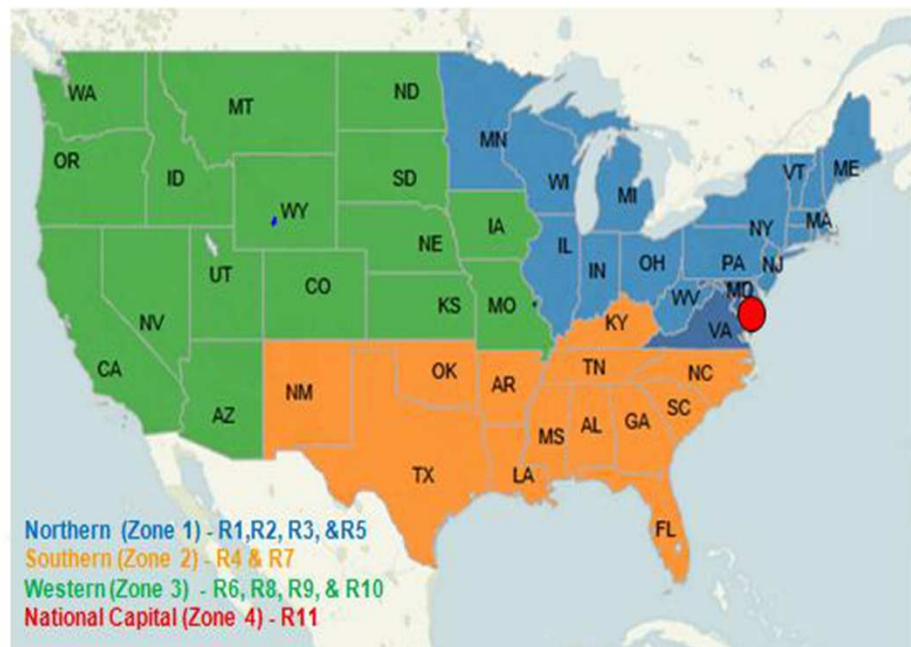 WA
MT
ND
MN
OR
ID
SD
WI
MI
VT
ME
WY
IA
NY
MA
NE
IL
IN
OH
PA
NJ
UT
CO
MD
KS
MO
WV
NV
KY
VA
CA
OK
AR
TN
NC
AZ
NM
SC
MS
AL
GA
TX
LA
FL
Northern (Zone 1) - R1,R2, R3, &R5
Southern (Zone 2) - R4 & R7
Western (Zone 3) - R6, R8, R9, & R10
National Capital (Zone 4) - R11